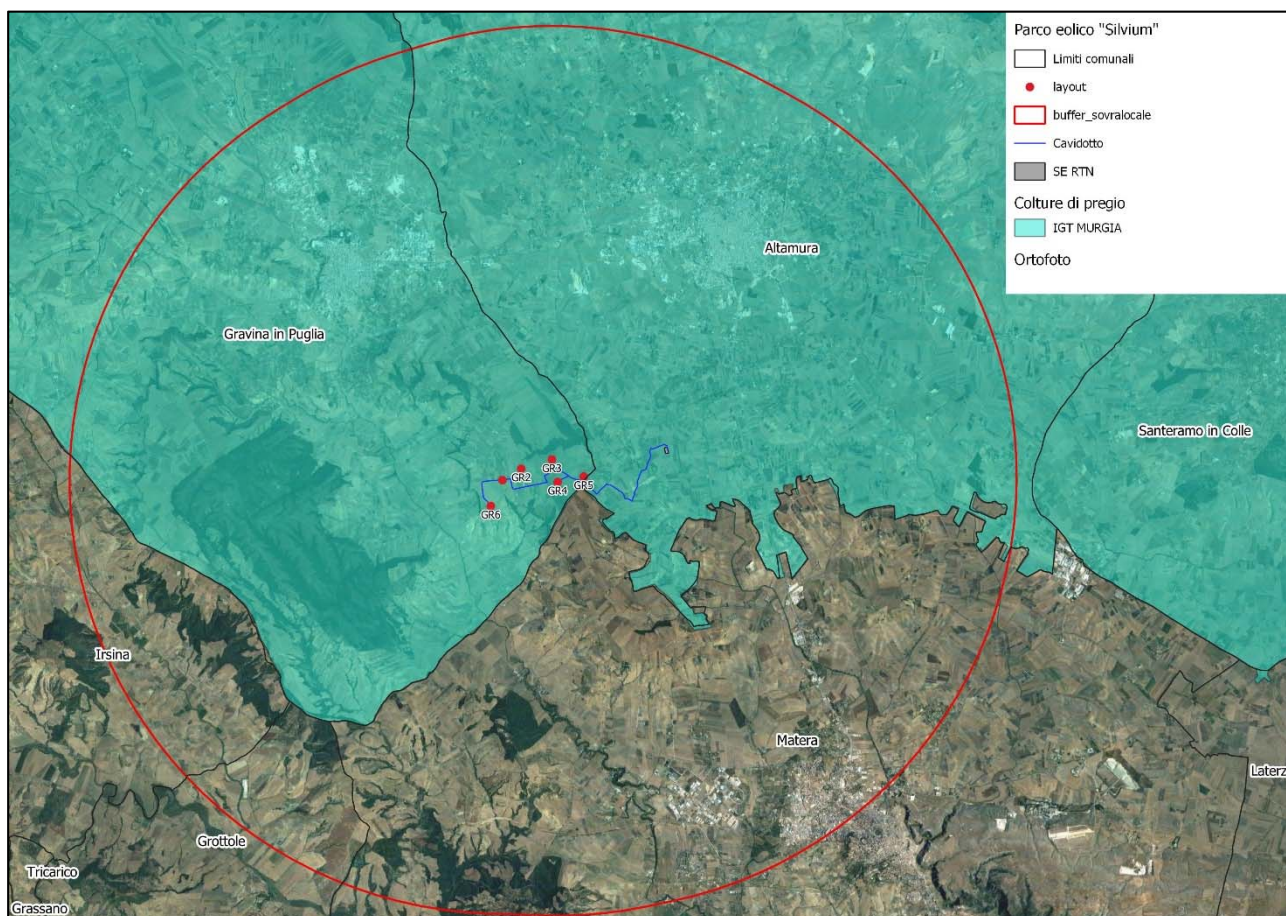 Parco eolico "Silvium"
Limiti comunali
layout
buffer_sovralocale
Cavidotto
SE RTN
Colture di pregio
IGT MURGIA
Ortofoto
Altamura
Gravina in Puglia
Santeramo in Colle
GR3
GR2
GR5
GR4
GR6
Irsina
Matera
Laterz
Grottole
Tricarico
Grassano